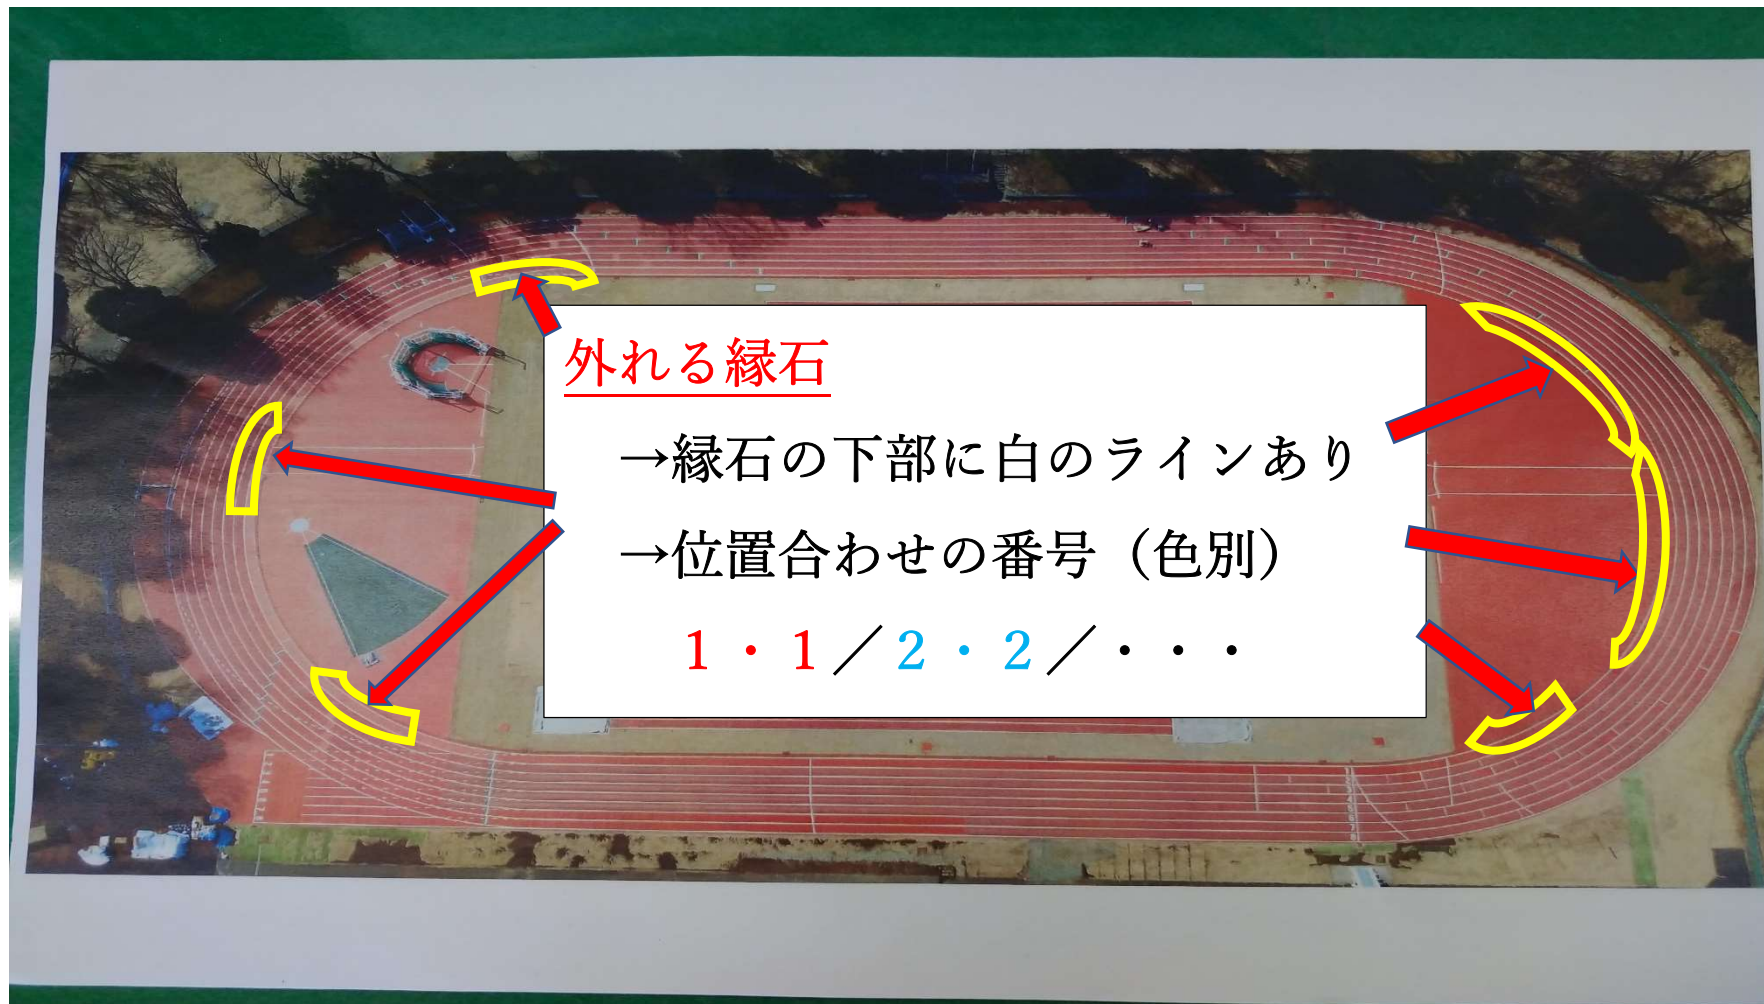 外れる縁石
→縁石の下部に白のラインあり
→位置合わせの番号（色別）
１・１／２・２／・・・